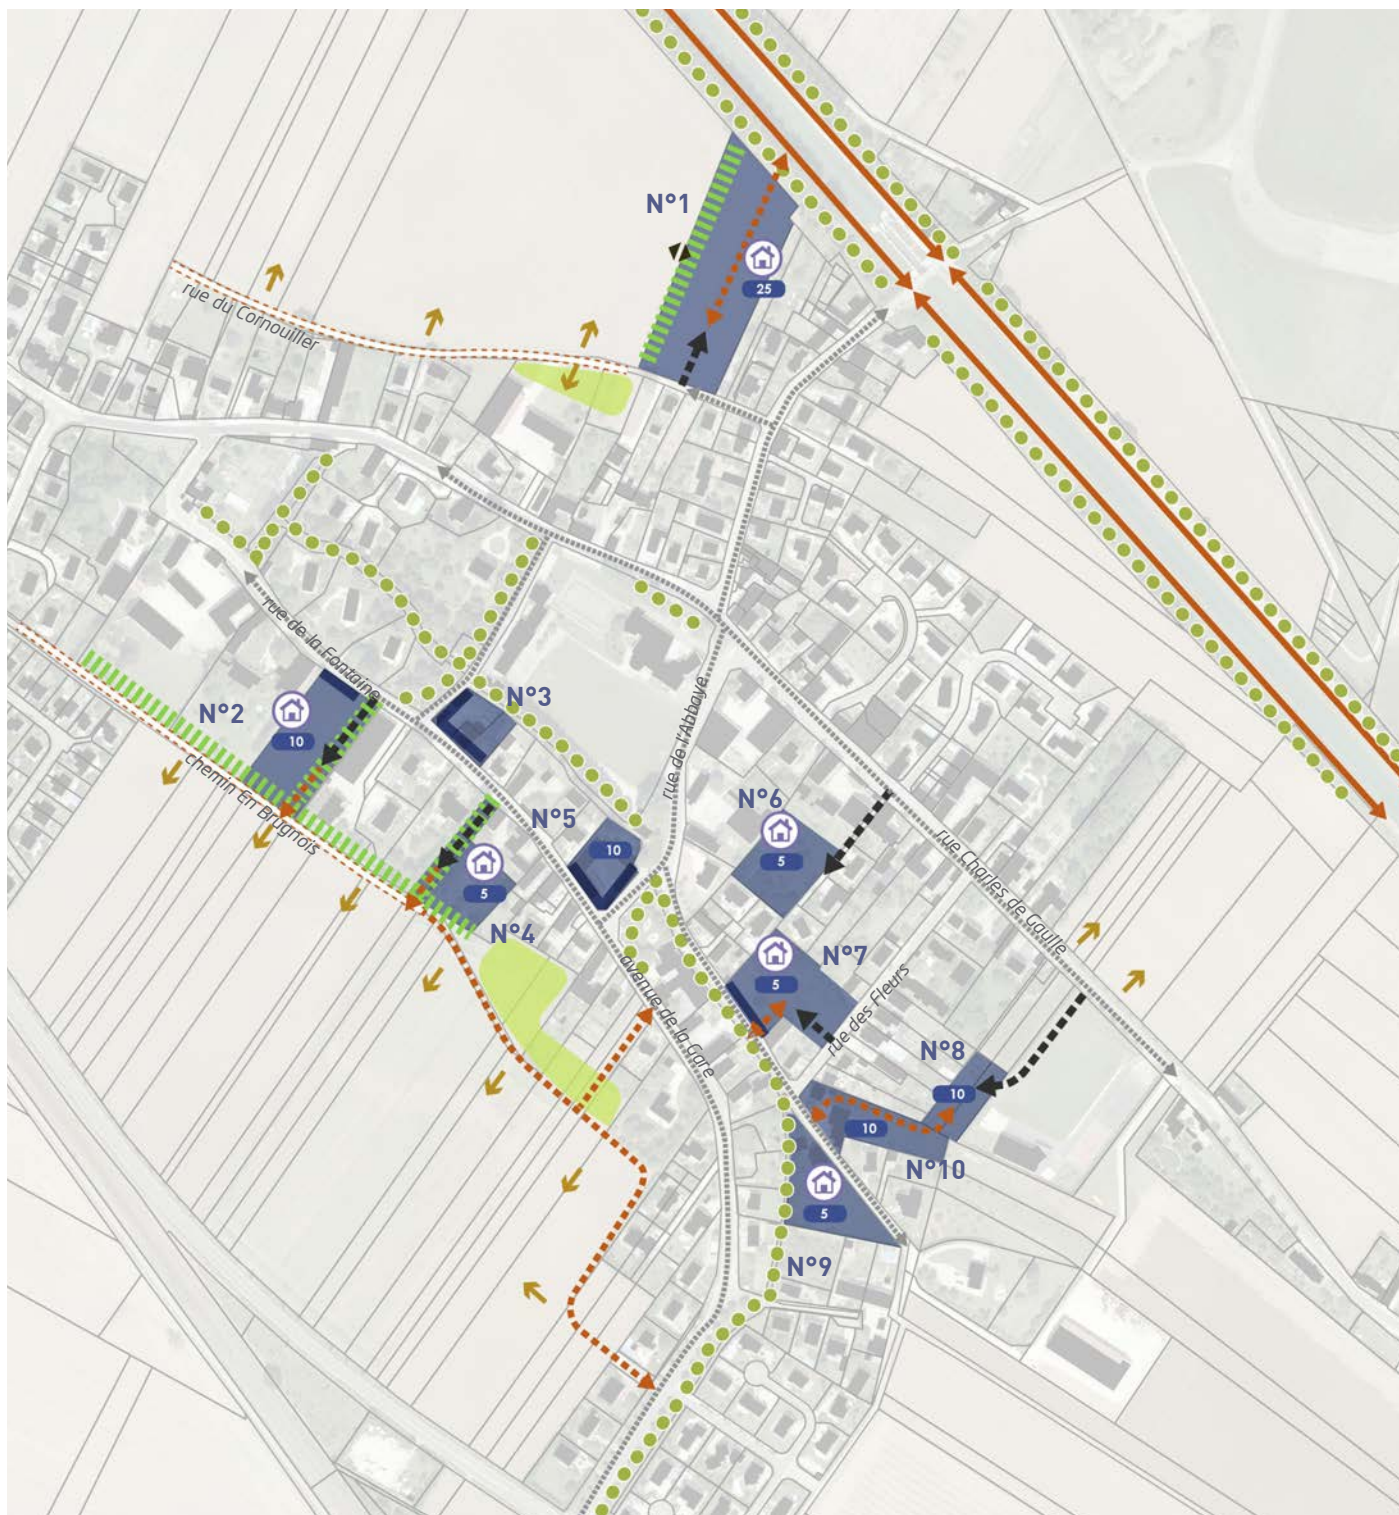 N°1
25
rue du Cornouiller
rue de la Fontaine
N°3
N°2
10
rue de l'Abbaye
chemin En Brugnois
N°5
10
N°6
5
rue Charles de Gaulle
5
N°4
N°7
5
avenue de la Gare
rue des Fleurs
N°8
10
10
N°10
5
N°9